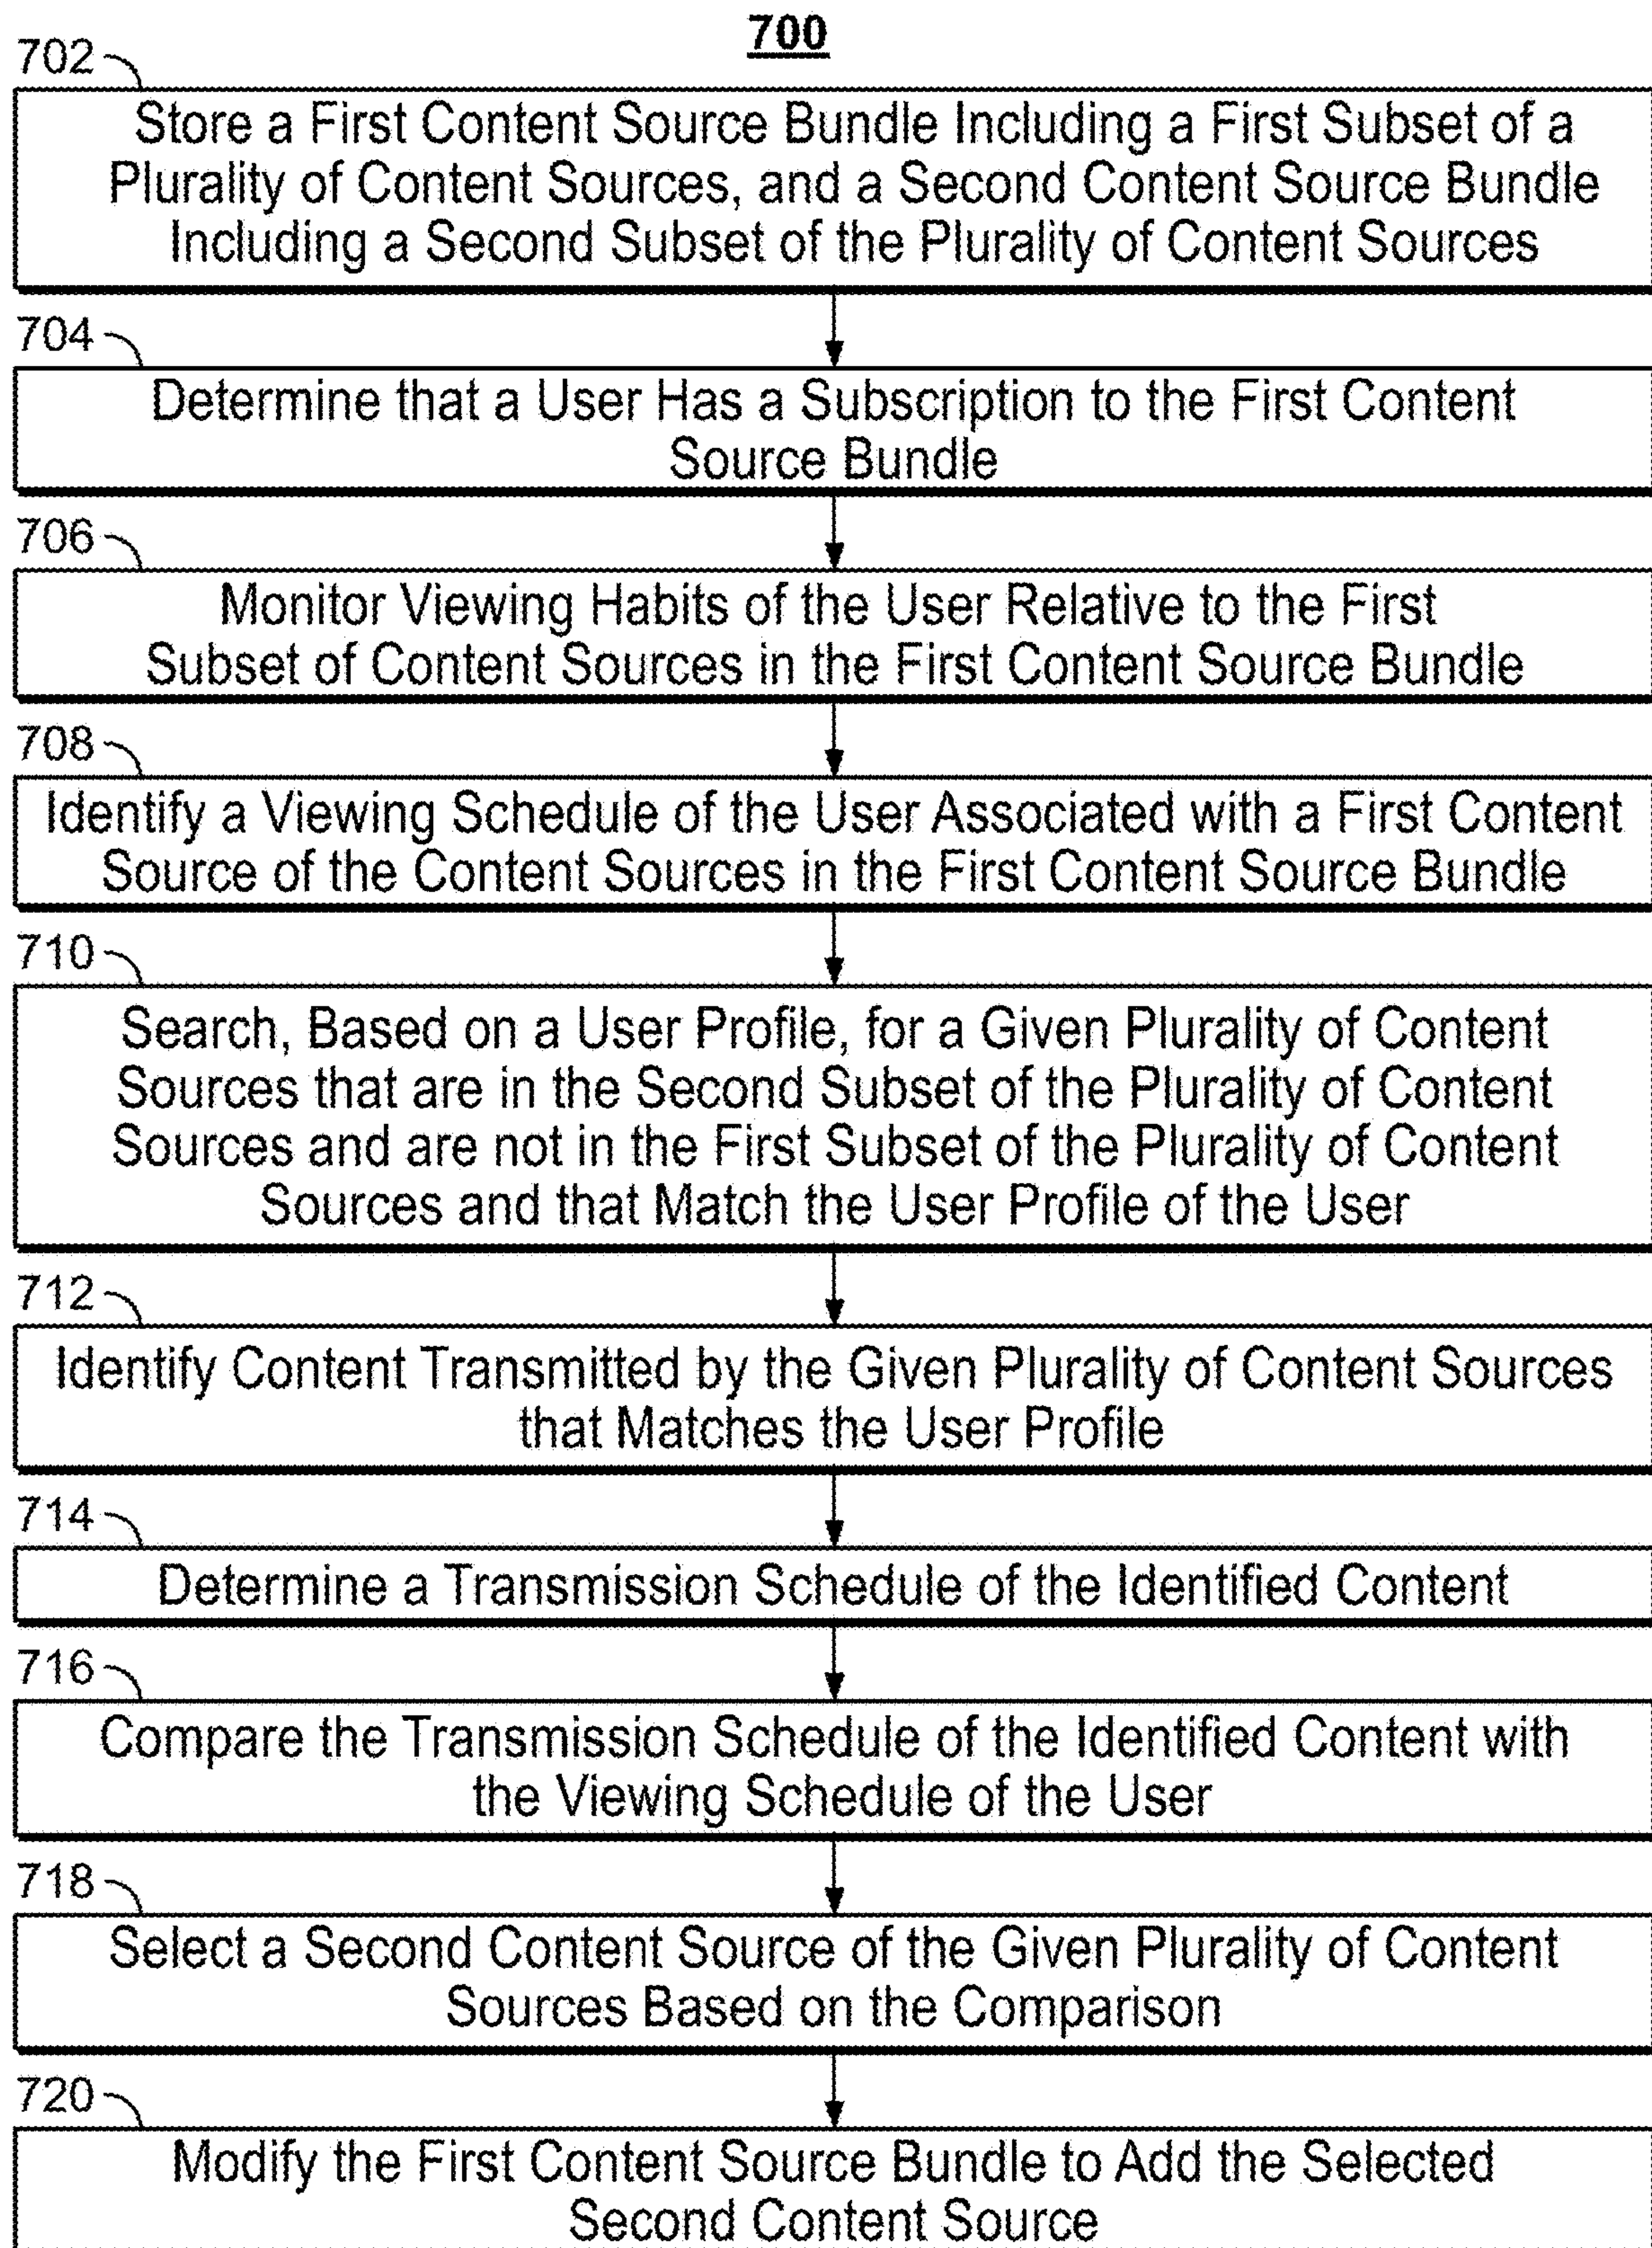 700
702
Store a First Content Source Bundle Including a First Subset of a
Plurality of Content Sources, and a Second Content Source Bundle
Including a Second Subset of the Plurality of Content Sources
704
Determine that a User Has a Subscription to the First Content
Source Bundle
706
Monitor Viewing Habits of the User Relative to the First
Subset of Content Sources in the First Content Source Bundle
708
Identify a Viewing Schedule of the User Associated with a First Content
Source of the Content Sources in the First Content Source Bundle
710
Search, Based on a User Profile, for a Given Plurality of Content
Sources that are in the Second Subset of the Plurality of Content
Sources and are not in the First Subset of the Plurality of Content
Sources and that Match the User Profile of the User
712
Identify Content Transmitted by the Given Plurality of Content Sources
that Matches the User Profile
714
Determine a Transmission Schedule of the Identified Content
716
Compare the Transmission Schedule of the Identified Content with
the Viewing Schedule of the User
718
Select a Second Content Source of the Given Plurality of Content
Sources Based on the Comparison
720
Modify the First Content Source Bundle to Add the Selected
Second Content Source